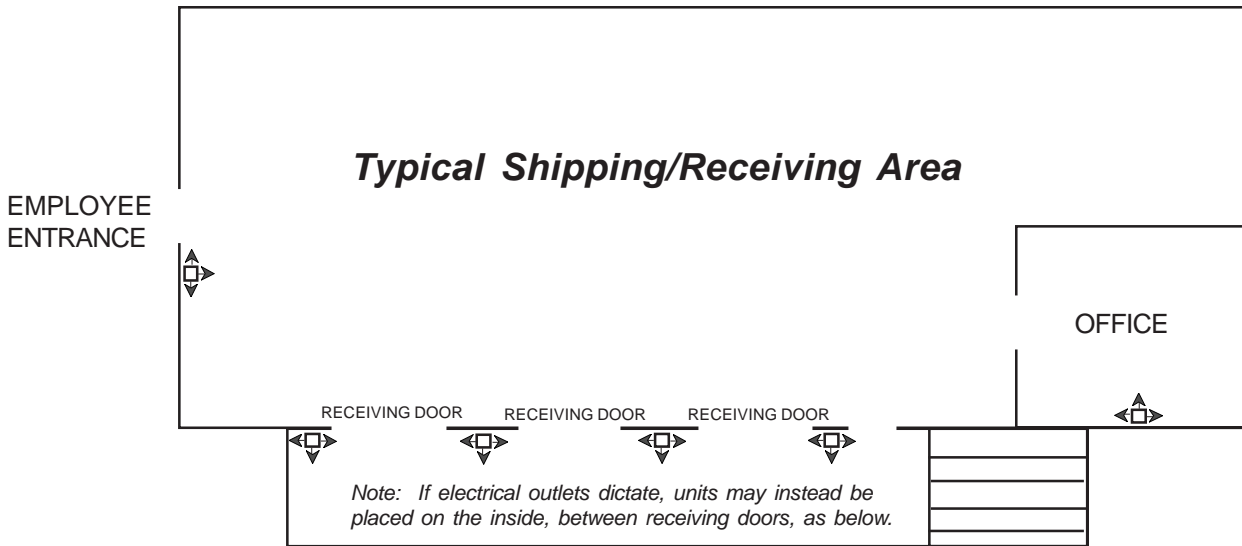 Typical Shipping/Receiving Area
EMPLOYEE
ENTRANCE
OFFICE
RECEIVING DOOR
RECEIVING DOOR
RECEIVING DOOR
Note: If electrical outlets dictate, units may instead be
placed on the inside, between receiving doors, as below.